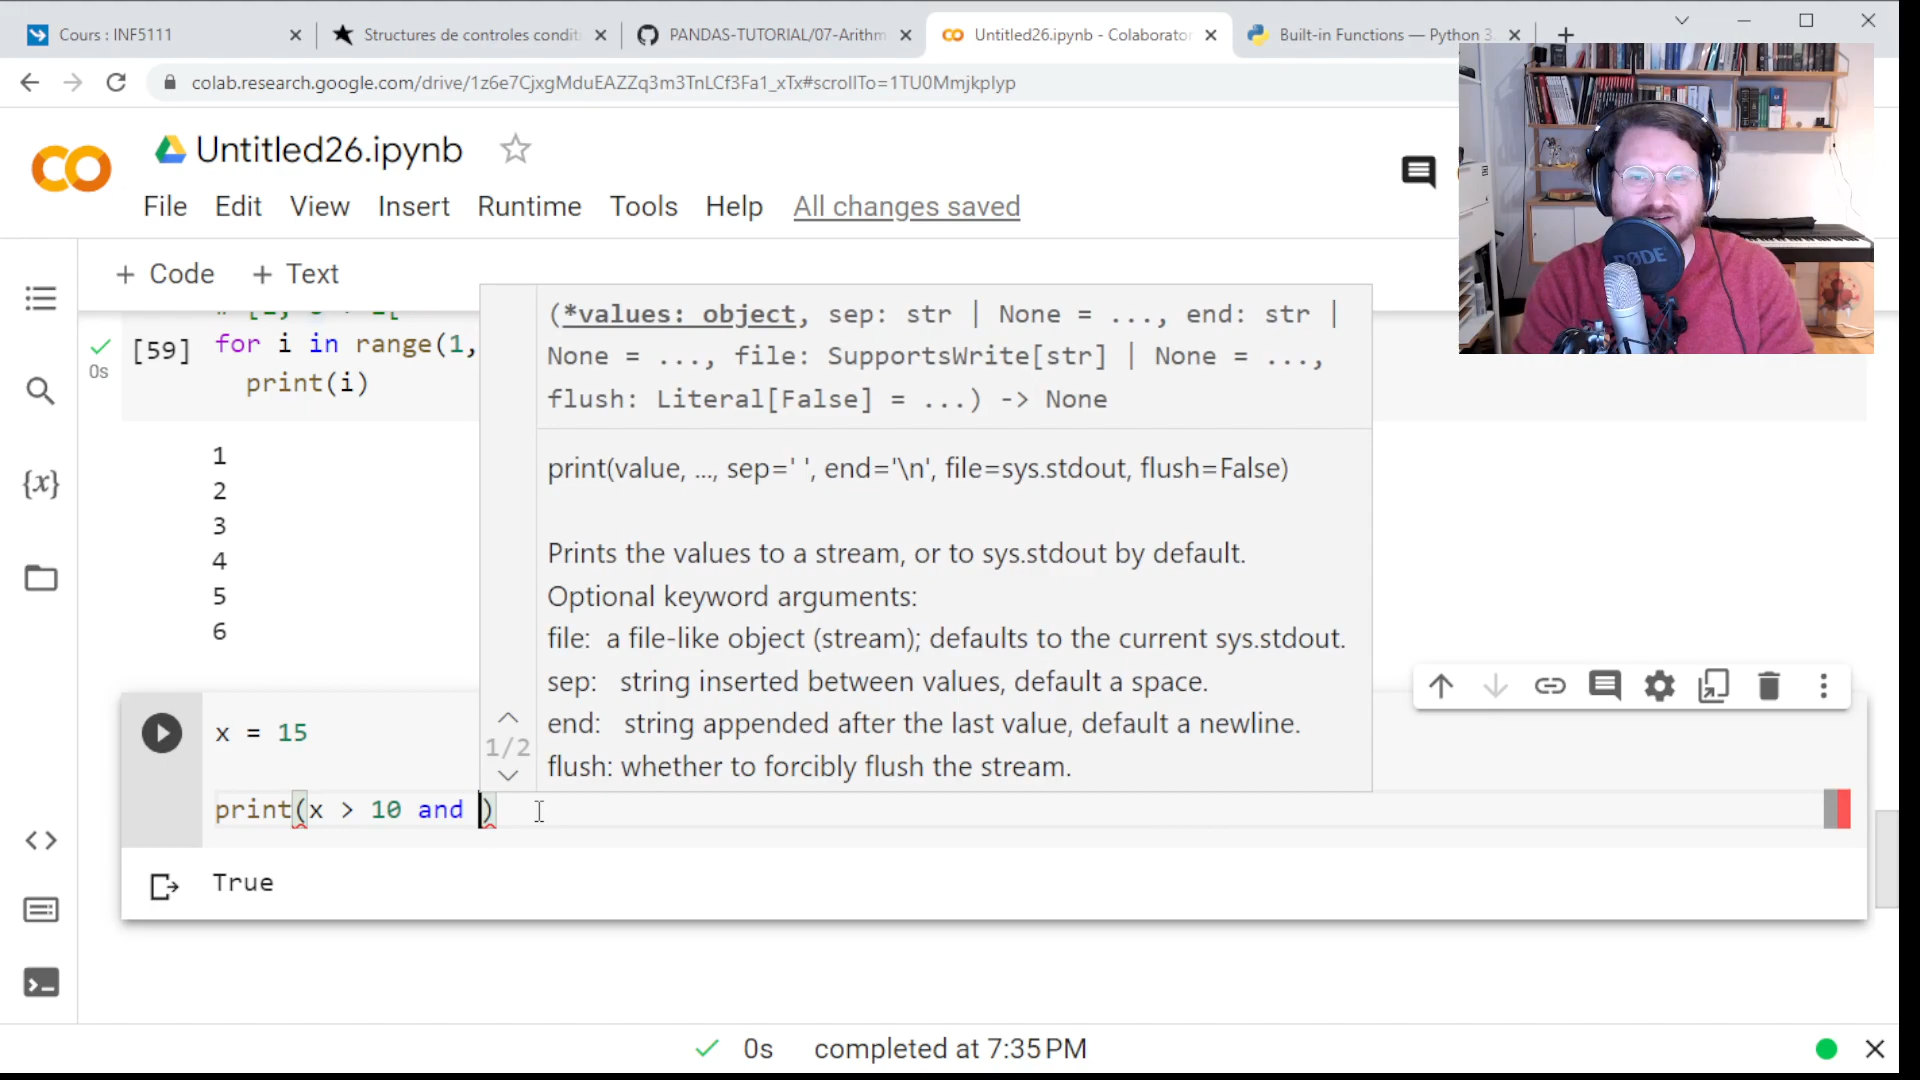 Cours : INF5111
Structures de controles condit
PANDAS-TUTORIAL/07-Arithm
Untitled26.ipynb - Colaborator
Built-in Functions — Python 3.
colab.research.google.com/drive/1z6e7CjxgMduEAZZq3m3TnLCf3Fa1_xTx#scrollTo=1TU0Mmjkplyp
Untitled26.ipynb
File Edit View Insert Runtime Tools Help All changes saved
+ Code + Text
[59] for i in range(1,
print(i)
1
2
3
4
5
6
(*values: object, sep: str | None = ..., end: str |
None = ..., file: SupportsWrite[str] | None = ...,
flush: Literal[False] = ...) -> None
print(value, ..., sep=' ', end='\n', file=sys.stdout, flush=False)
Prints the values to a stream, or to sys.stdout by default.
Optional keyword arguments:
file: a file-like object (stream); defaults to the current sys.stdout.
sep: string inserted between values, default a space.
end: string appended after the last value, default a newline.
flush: whether to forcibly flush the stream.
1/2
0s
x = 15
print(x > 10 and )
True
RØDE
0s completed at 7:35 PM